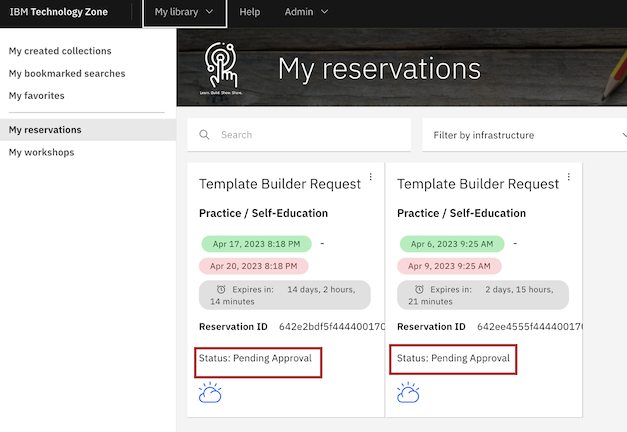 IBM Technology Zone
My library
Help
Admin
My created collections
My bookmarked searches
My favorites
My reservations
My workshops
Learn. Build. Show. Share.
My reservations
Search
Filter by infrastructure
Template Builder Request
Practice / Self-Education
Apr 17, 2023 8:18 PM -
Apr 20, 2023 8:18 PM
Expires in: 14 days, 2 hours,
14 minutes
Reservation ID 642e2bdf5f444400170
Status: Pending Approval
Template Builder Request
Practice / Self-Education
Apr 6, 2023 9:25 AM -
Apr 9, 2023 9:25 AM
Expires in: 2 days, 15 hours,
21 minutes
Reservation ID 642ee4555f44440017
Status: Pending Approval